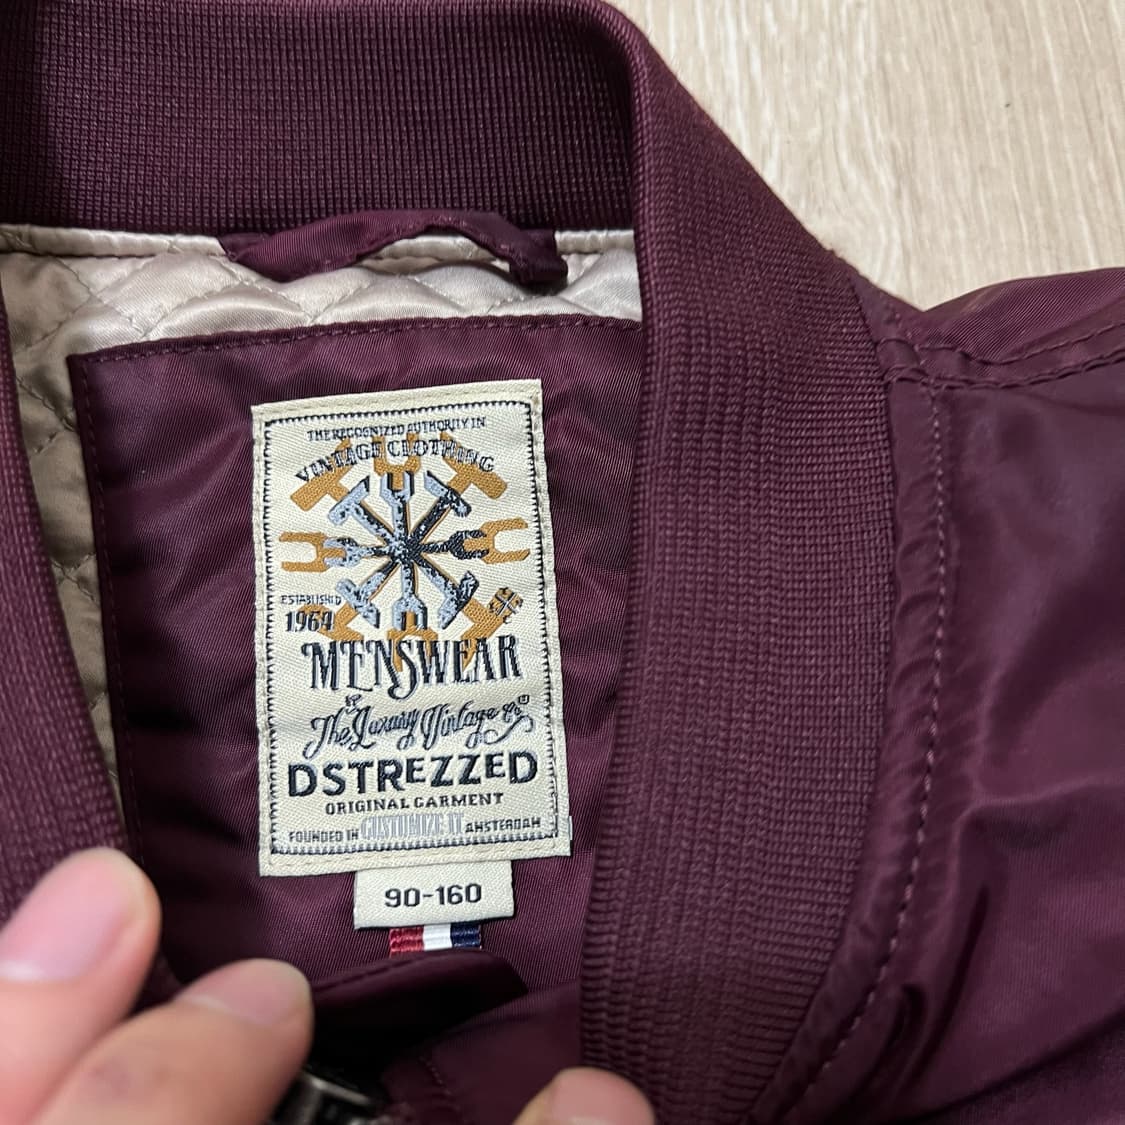 THE RECOGNIZED AUTHORITY IN
VINTAGE CLOTHING
ESTABLISHED
1964
MENSWEAR
The Luxury Vintage Co
DSTREZZED
ORIGINAL GARMENT
FOUNDED IN CUSTUMIZE IT AMSTERDAM
90-160